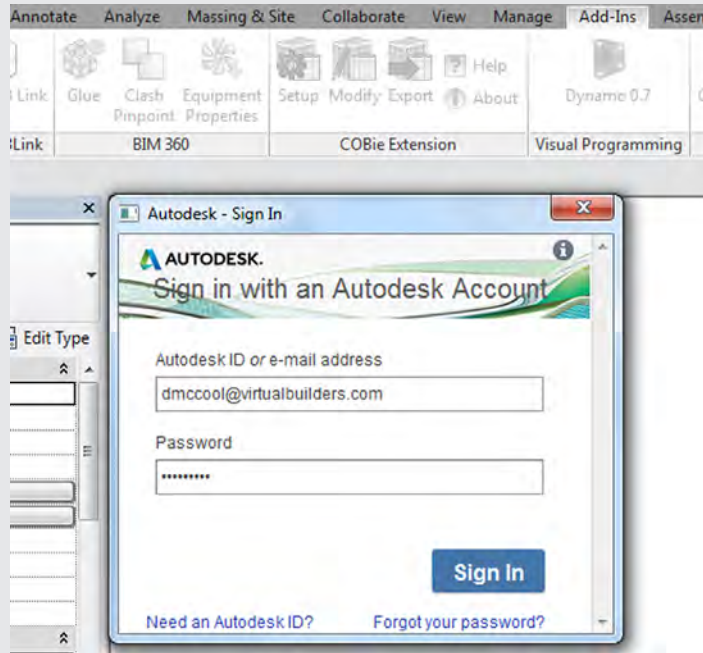 Annotate Analyze Massing & Site Collaborate View Manage Add-Ins Assem
Link Glue Clash Pinpoint Equipment Properties Setup Modify Export Help About Dynamo 0.7
Link BIM 360 COBie Extension Visual Programming
Autodesk - Sign In
AUTODESK.
Sign in with an Autodesk Account
Edit Type
Autodesk ID or e-mail address
dmccool@virtualbuilders.com
Password
•••••••••
Sign In
Need an Autodesk ID? Forgot your password?